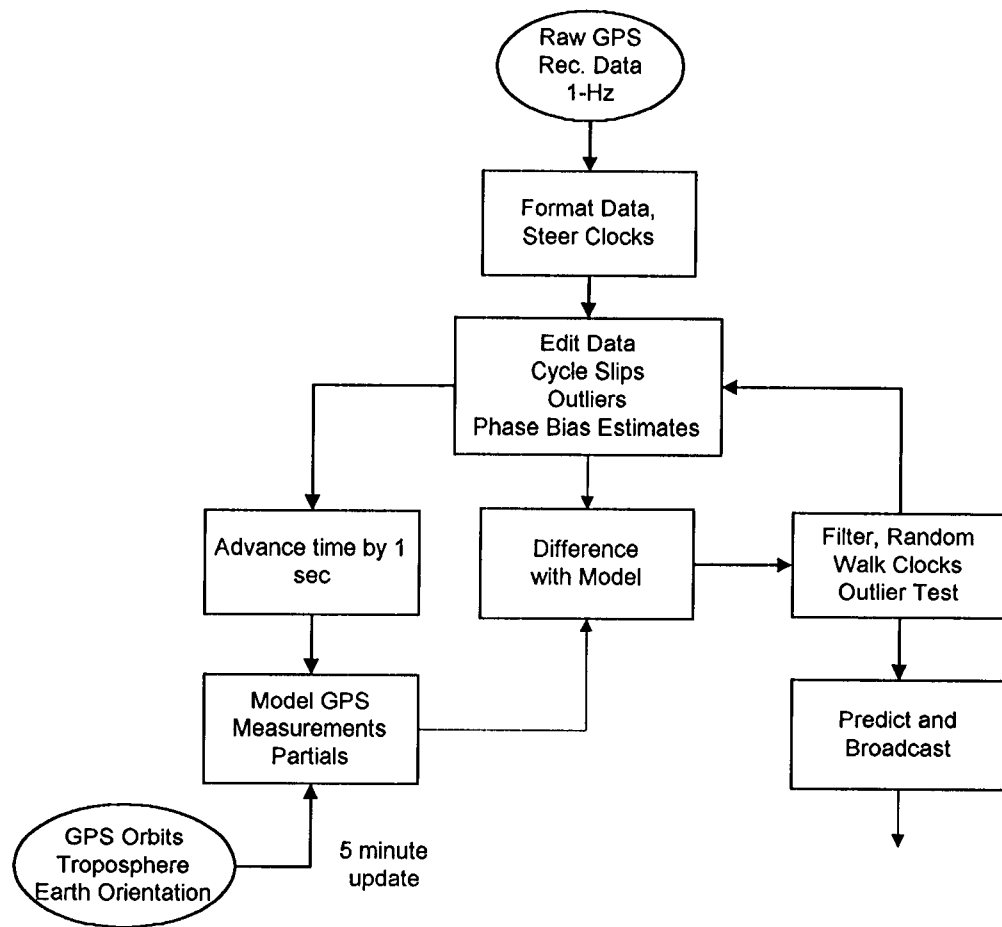 Raw GPS
Rec. Data
1-Hz
Format Data,
Steer Clocks
Edit Data
Cycle Slips
Outliers
Phase Bias Estimates
Advance time by 1
sec
Difference
with Model
Filter, Random
Walk Clocks
Outlier Test
Model GPS
Measurements
Partials
Predict and
Broadcast
GPS Orbits
Troposphere
Earth Orientation
5 minute
update